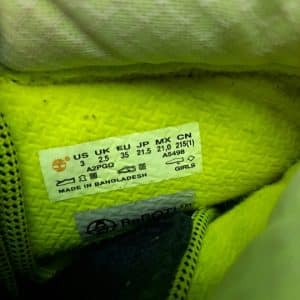 US UK EU JP MX CN
3 2.5 35 21.5 21.0 215(1)
A2PGD A5498
GIRLS
MADE IN BANGLADESH